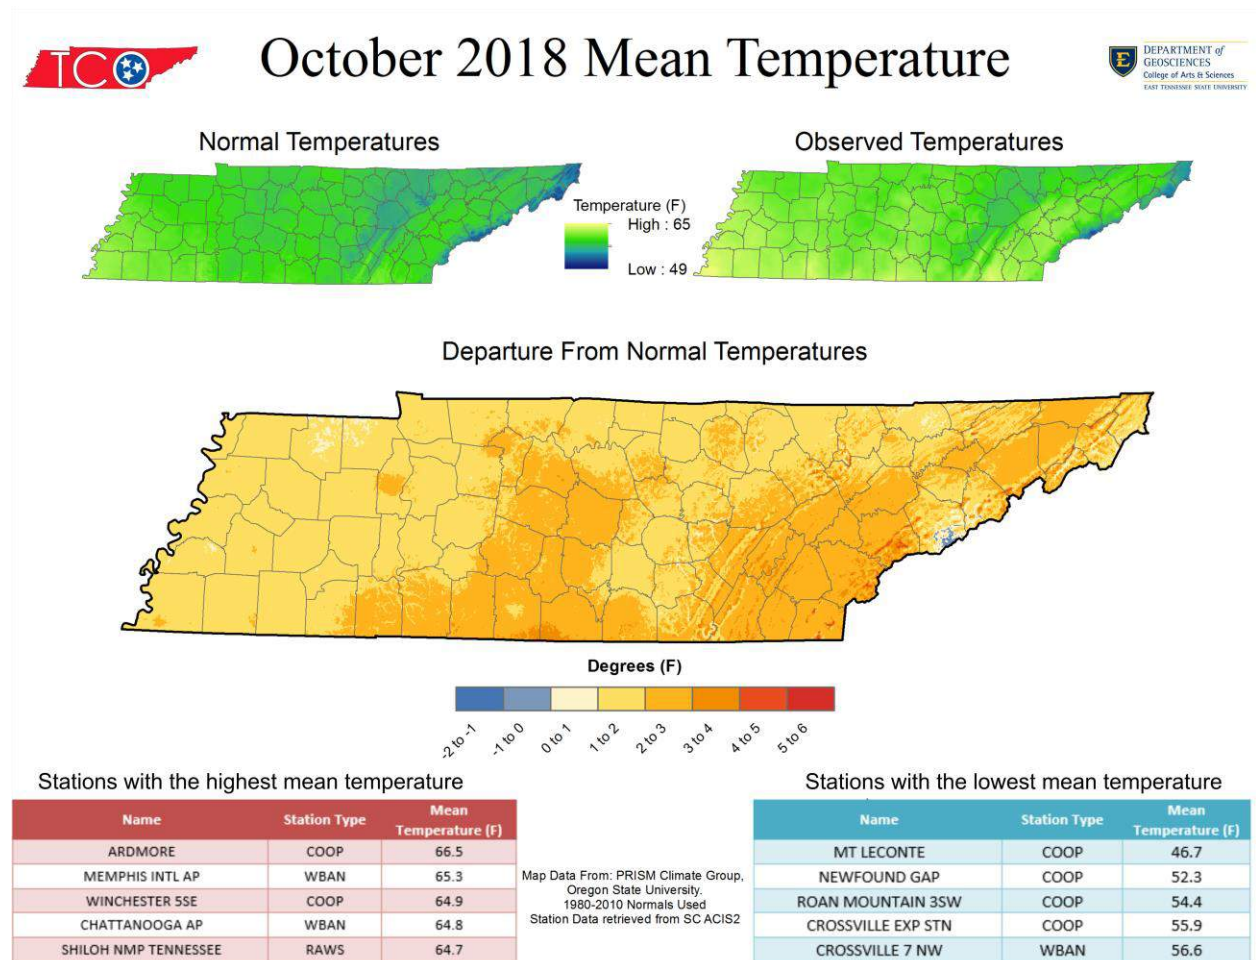 TCO
October 2018 Mean Temperature
DEPARTMENT of
GEOSCIENCES
College of Arts & Sciences
EAST TENNESSEE STATE UNIVERSITY
Normal Temperatures
Observed Temperatures
Temperature (F)
High : 65
Low : 49
Departure From Normal Temperatures
Degrees (F)
-2 to -1
-1 to 0
0 to 1
1 to 2
2 to 3
3 to 4
4 to 5
5 to 6
Stations with the highest mean temperature
Name Station Type Mean
Temperature (F)
ARDMORE COOP 66.5
MEMPHIS INTL AP WBAN 65.3
WINCHESTER 5SE COOP 64.9
CHATTANOOGA AP WBAN 64.8
SHILOH NMP TENNESSEE RAWS 64.7
Map Data From: PRISM Climate Group,
Oregon State University.
1980-2010 Normals Used
Station Data retrieved from SC ACIS2
Stations with the lowest mean temperature
Name Station Type Mean
Temperature (F)
MT LECONTE COOP 46.7
NEWFOUND GAP COOP 52.3
ROAN MOUNTAIN 3SW COOP 54.4
CROSSVILLE EXP STN COOP 55.9
CROSSVILLE 7 NW WBAN 56.6